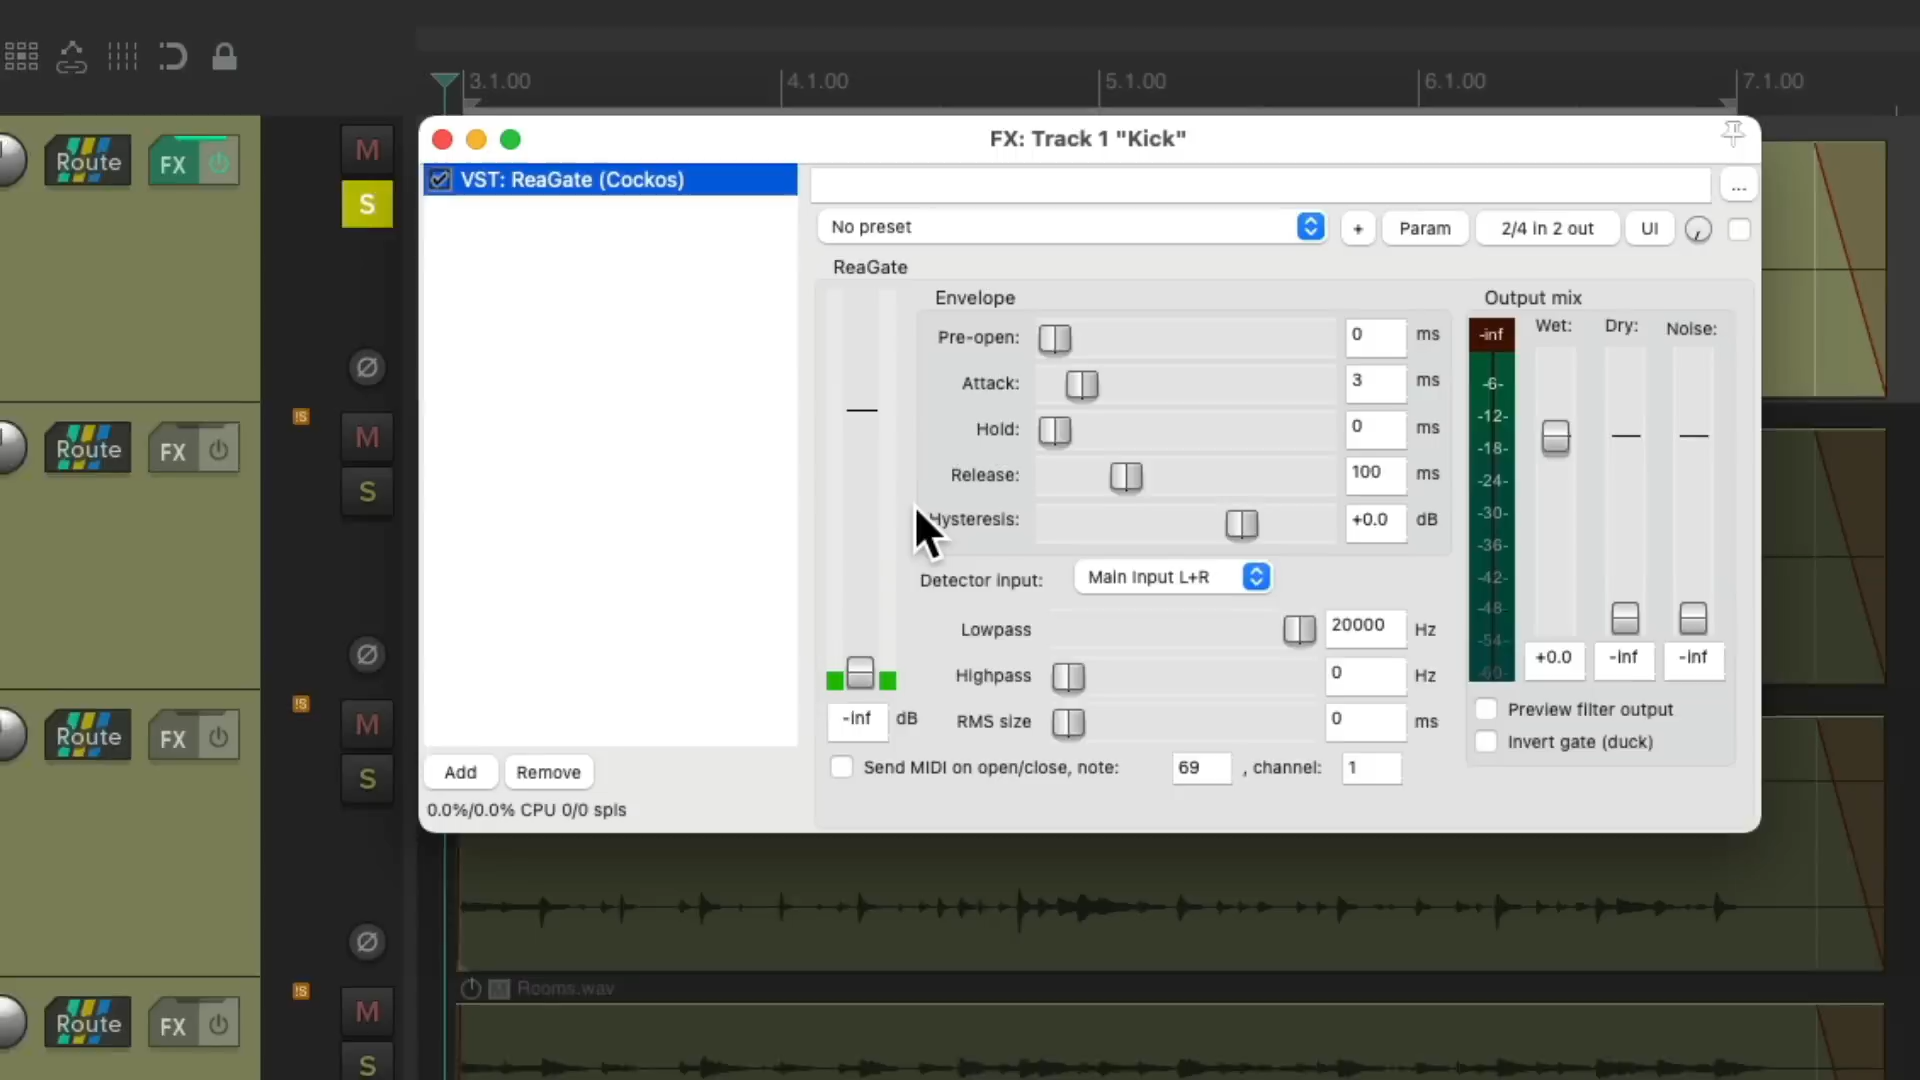 3.1.00
4.1.00
5.1.00
6.1.00
7.1.00
FX: Track 1 "Kick"
Route
FX
M
S
VST: ReaGate (Cockos)
...
No preset
+
Param
2/4 in 2 out
UI
ReaGate
Envelope
Output mix
Pre-open:
0
ms
-inf
Wet:
Dry:
Noise:
Attack:
3
ms
-6-
Hold:
0
ms
-12-
-18-
Release:
100
ms
-24-
Hysteresis:
+0.0
dB
-30-
-36-
Detector input:
Main Input L+R
-42-
-48-
Lowpass
20000
Hz
-54-
-60-
+0.0
-inf
-inf
Highpass
0
Hz
-inf
dB
RMS size
0
ms
Preview filter output
Invert gate (duck)
Send MIDI on open/close, note:
69
, channel:
1
Add
Remove
0.0%/0.0% CPU 0/0 spls
!S
M
Route
FX
S
!S
M
Route
FX
S
!S
M
Route
FX
S
Rooms.wav